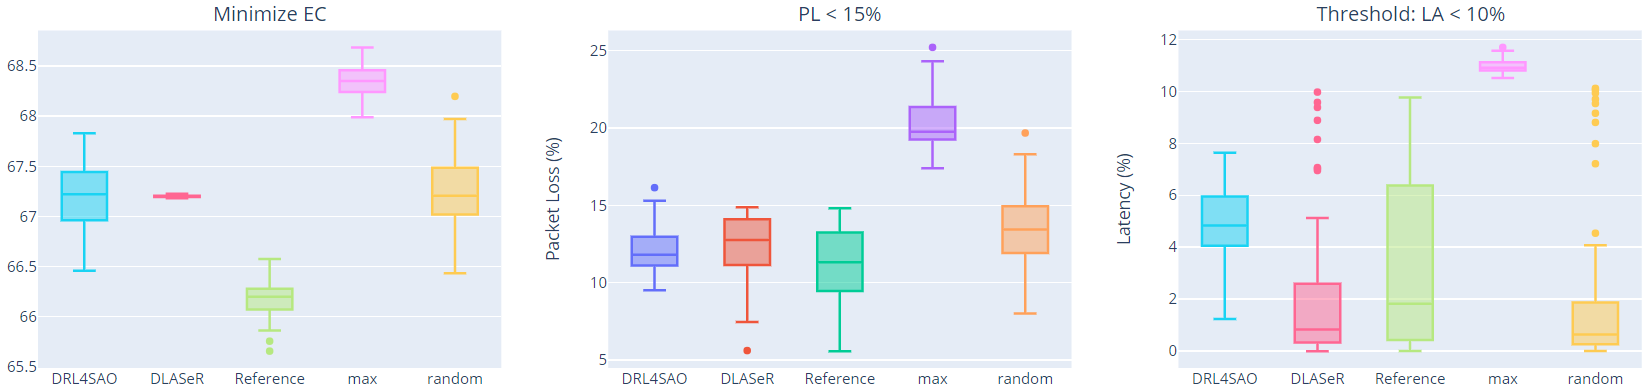 Minimize EC
68.5
68
67.5
67
66.5
66
65.5
DRL4SAO DLASeR Reference max random
PL < 15%
Packet Loss (%)
25
20
15
10
5
DRL4SAO DLASeR Reference max random
Threshold: LA < 10%
Latency (%)
12
10
8
6
4
2
0
DRL4SAO DLASeR Reference max random